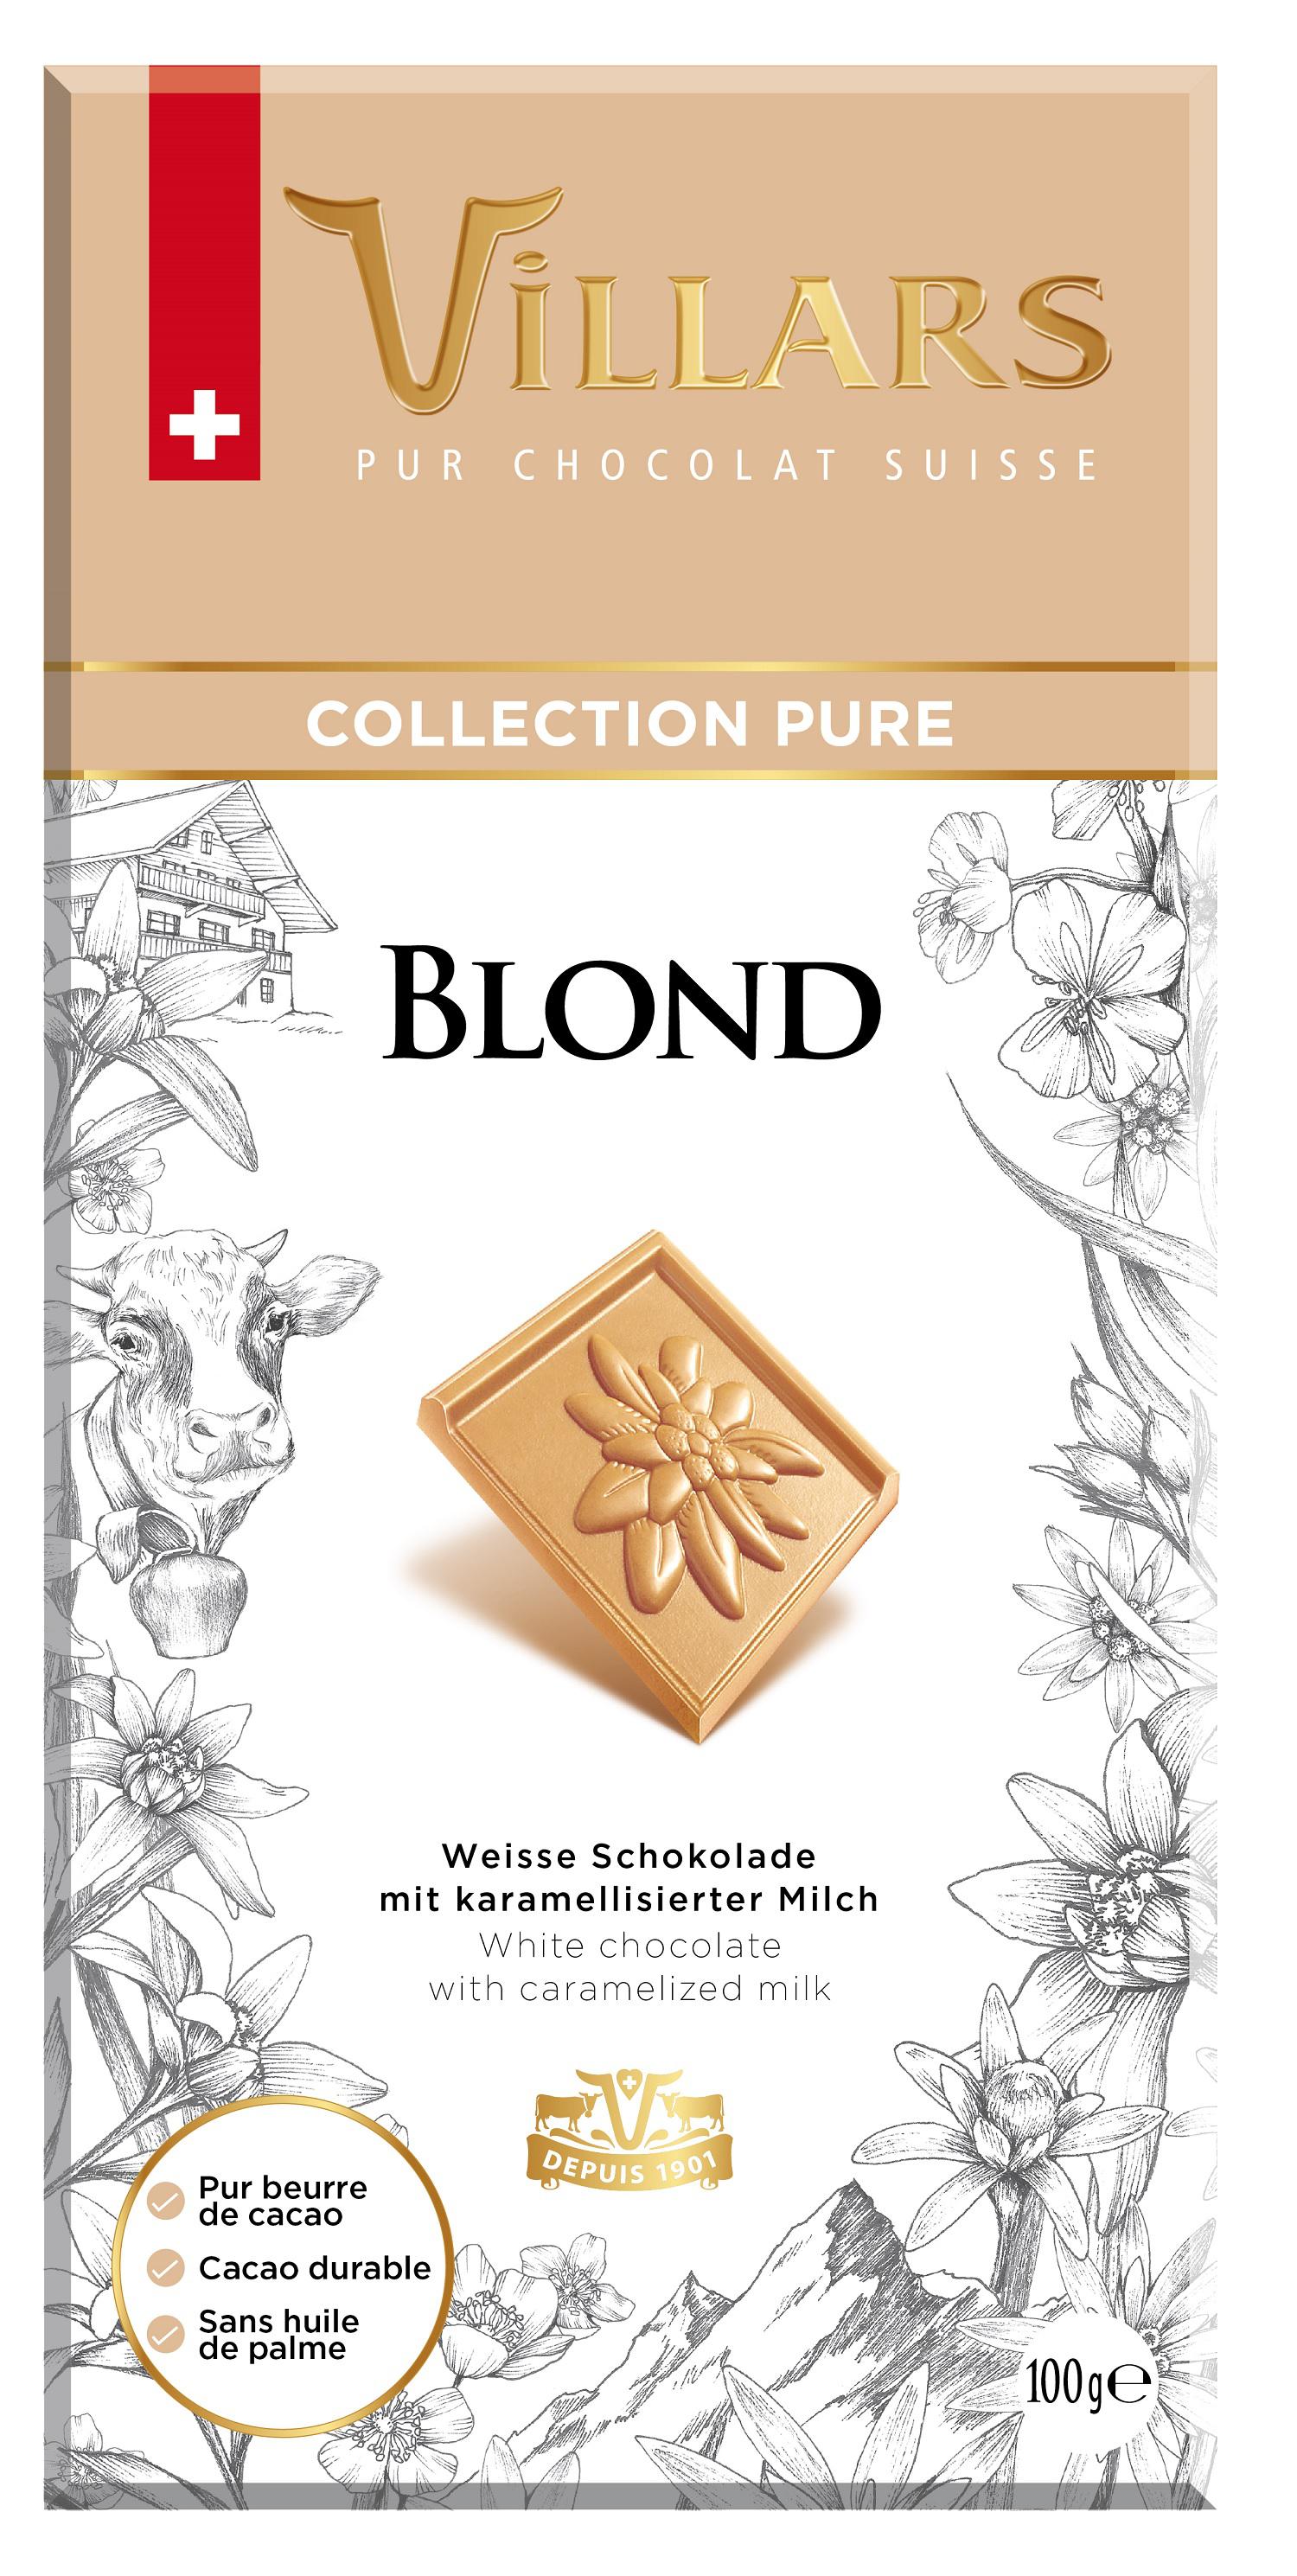 VILLARS
PUR CHOCOLAT SUISSE
COLLECTION PURE
BLOND
Weisse Schokolade
mit karamellisierter Milch
White chocolate
with caramelized milk
DEPUIS 1901
Pur beurre
de cacao
Cacao durable
Sans huile
de palme
100g℮